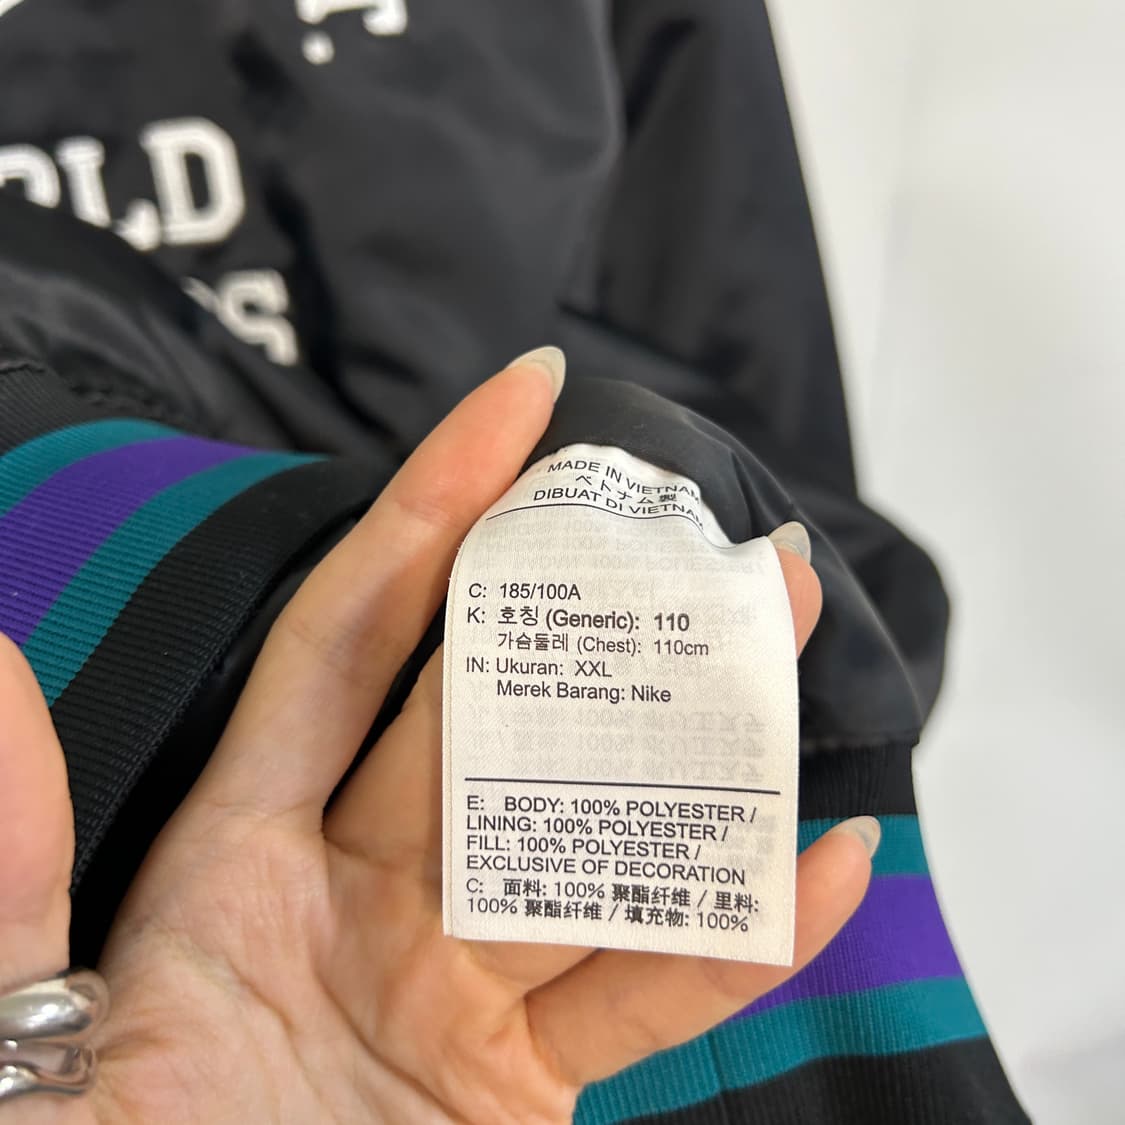 LD
S
MADE IN VIETNAM
ベトナム製
DIBUAT DI VIETNAM
C: 185/100A
K: 호칭 (Generic): 110
가슴둘레 (Chest): 110cm
IN: Ukuran: XXL
Merek Barang: Nike
E: BODY: 100% POLYESTER /
LINING: 100% POLYESTER /
FILL: 100% POLYESTER /
EXCLUSIVE OF DECORATION
C: 面料: 100% 聚酯纤维 / 里料:
100% 聚酯纤维 / 填充物: 100%